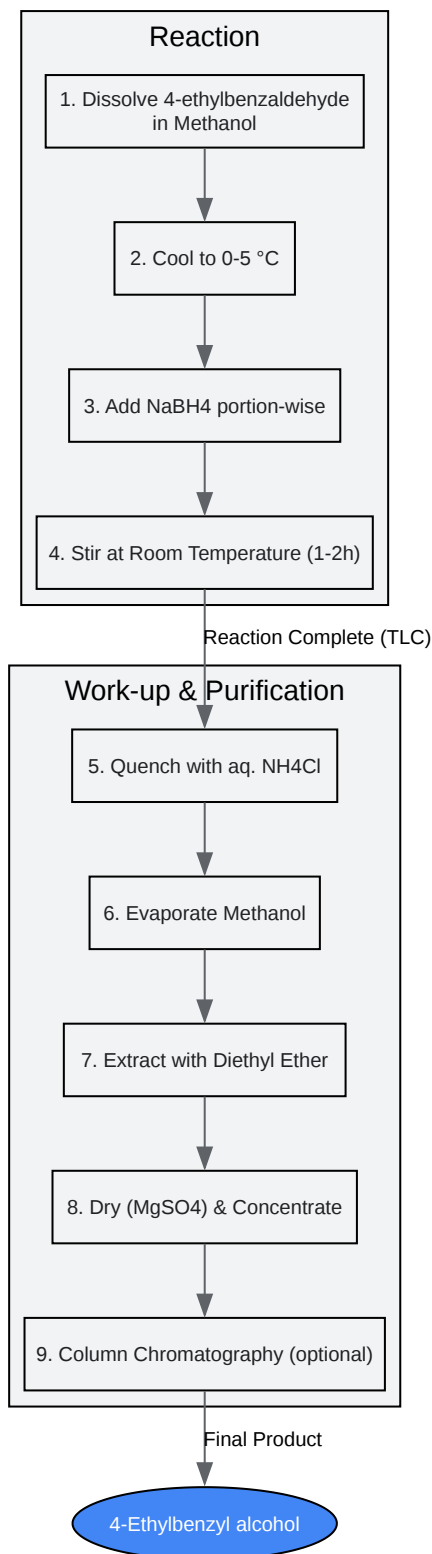 Reaction
1. Dissolve 4-ethylbenzaldehyde
in Methanol
2. Cool to 0-5 °C
3. Add NaBH4 portion-wise
4. Stir at Room Temperature (1-2h)
Reaction Complete (TLC)
Work-up & Purification
5. Quench with aq. NH4Cl
6. Evaporate Methanol
7. Extract with Diethyl Ether
8. Dry (MgSO4) & Concentrate
9. Column Chromatography (optional)
Final Product
4-Ethylbenzyl alcohol